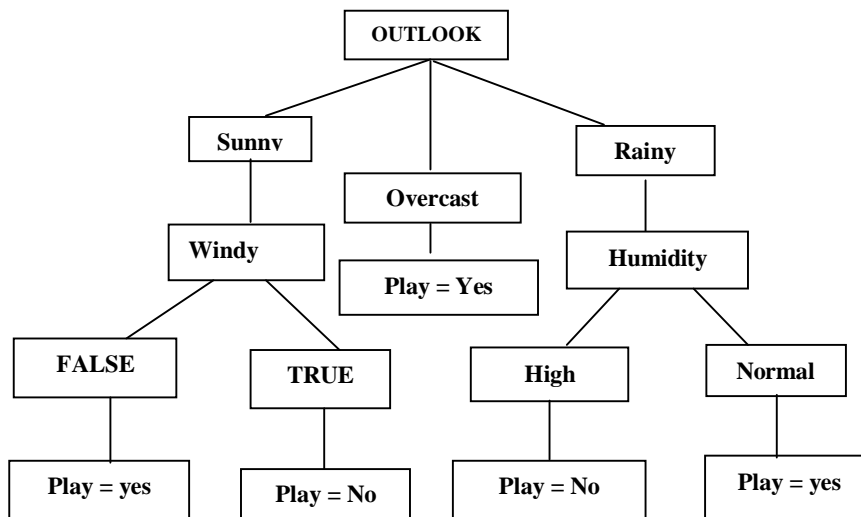 OUTLOOK
Sunny
Rainy
Overcast
Windy
Humidity
Play = Yes
FALSE
TRUE
High
Normal
Play = yes
Play = No
Play = No
Play = yes